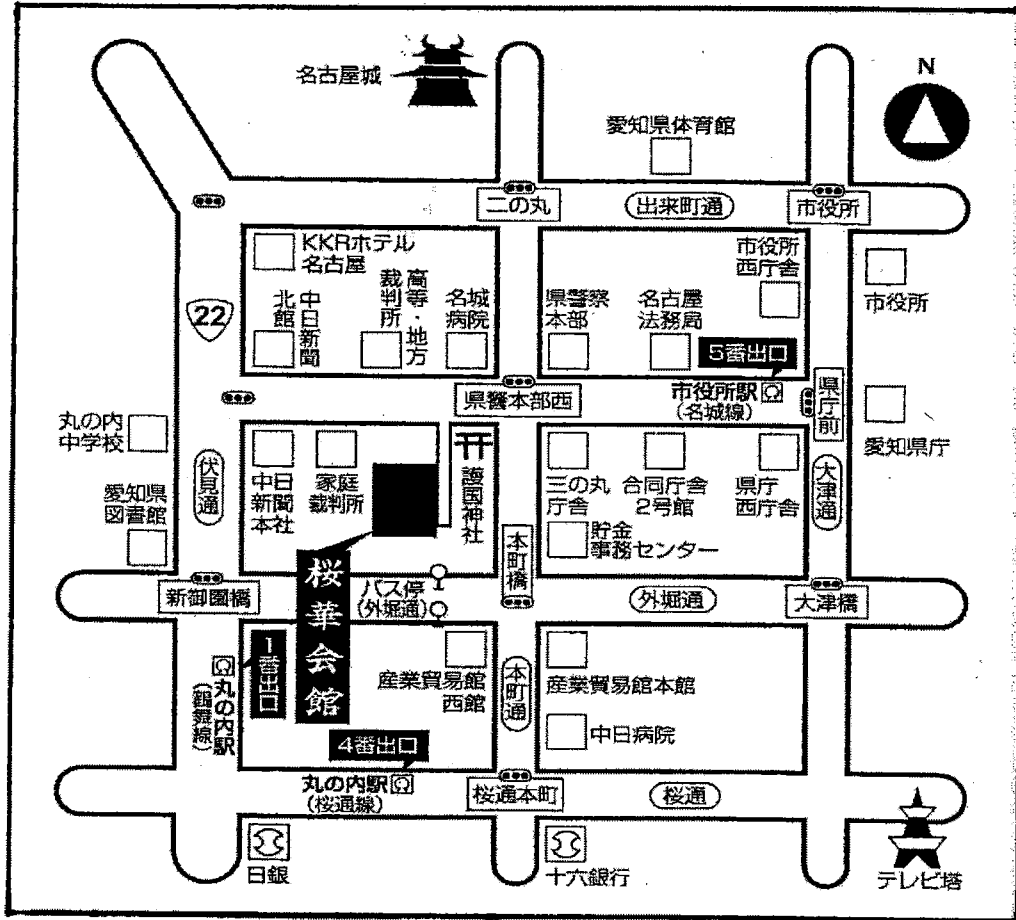 名古屋城
N
愛知県体育館
二の丸
出来町通
市役所
KKRホテル
名古屋
市役所
西庁舎
市役所
22
中日新聞
北館
高等・地方
裁判所
名城
病院
県警察
本部
名古屋
法務局
5番出口
県警本部西
市役所駅
(名城線)
県庁前
愛知県庁
丸の内
中学校
伏見通
中日
新聞
本社
家庭
裁判所
護国神社
三の丸
庁舎
合同庁舎
2号館
県庁
西庁舎
大津通
愛知県
図書館
貯金
事務センター
本町橋
新御園橋
桜華会館
バス停
(外堀通)
外堀通
大津橋
1番出口
丸の内駅
(鶴舞線)
産業貿易館
西館
本町通
産業貿易館本館
中日病院
4番出口
丸の内駅
(桜通線)
桜通本町
桜通
日銀
十六銀行
テレビ塔